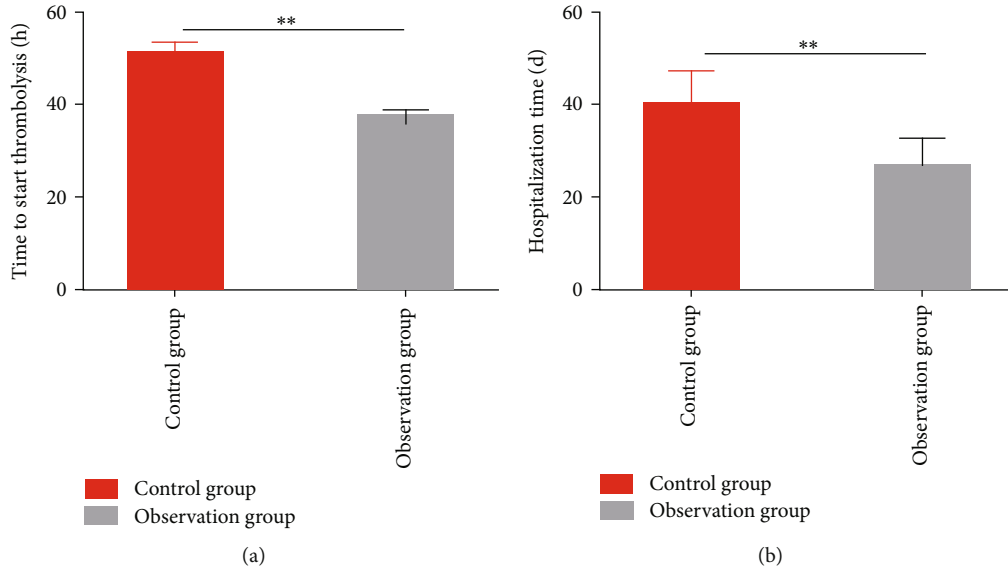 60
40
20
0
Time to start thrombolysis (h)
**
Control group
Observation group
Control group
Observation group
(a)
60
40
20
0
Hospitalization time (d)
**
Control group
Observation group
Control group
Observation group
(b)